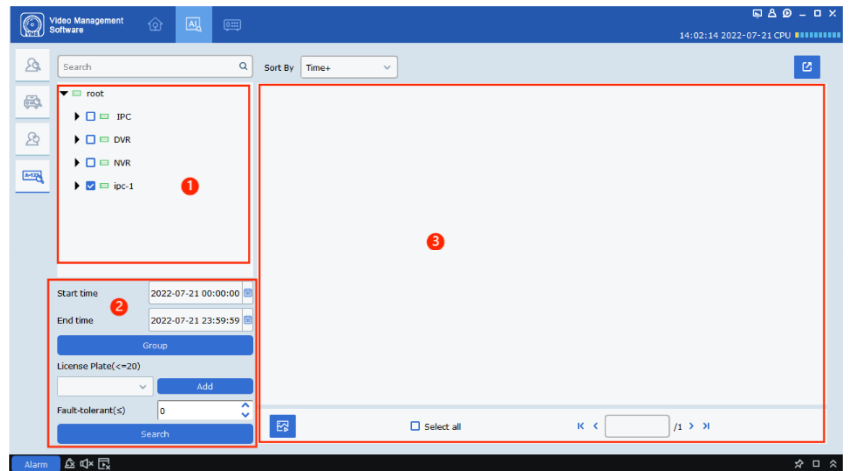 Video Management
Software
AI
14:02:14 2022-07-21 CPU
Search
Sort By Time+
root
IPC
DVR
NVR
ipc-1
1
3
Start time 2022-07-21 00:00:00
2
End time 2022-07-21 23:59:59
Group
License Plate(<=20)
Add
Fault-tolerant(≤) 0
Search
Select all
/1
Alarm